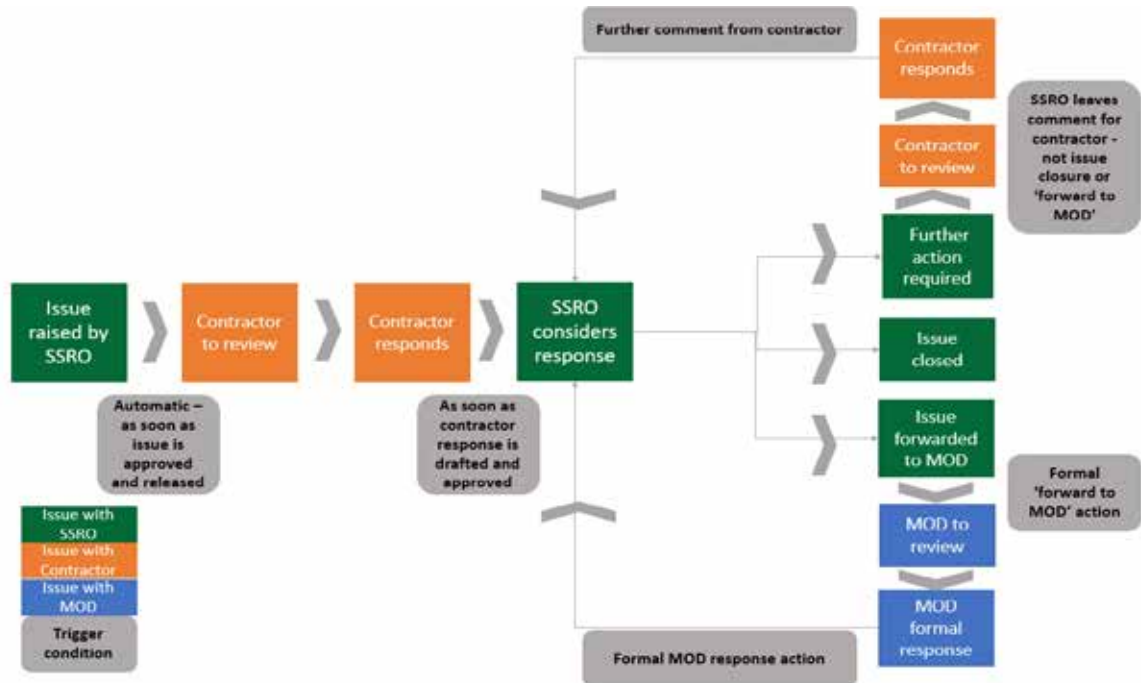 Further comment from contractor
Contractor
responds
SSRO leaves
comment for
contractor -
not issue
closure or
'forward to
MOD'
Contractor
to review
Further
action
required
Issue
raised by
SSRO
Contractor
to review
Contractor
responds
SSRO
considers
response
Issue
closed
Automatic –
as soon as
issue is
approved
and released
As soon as
contractor
response is
drafted and
approved
Issue
forwarded
to MOD
Formal
'forward to
MOD' action
Issue with
SSRO
Issue with
Contractor
Issue with
MOD
Trigger
condition
MOD to
review
MOD
formal
response
Formal MOD response action